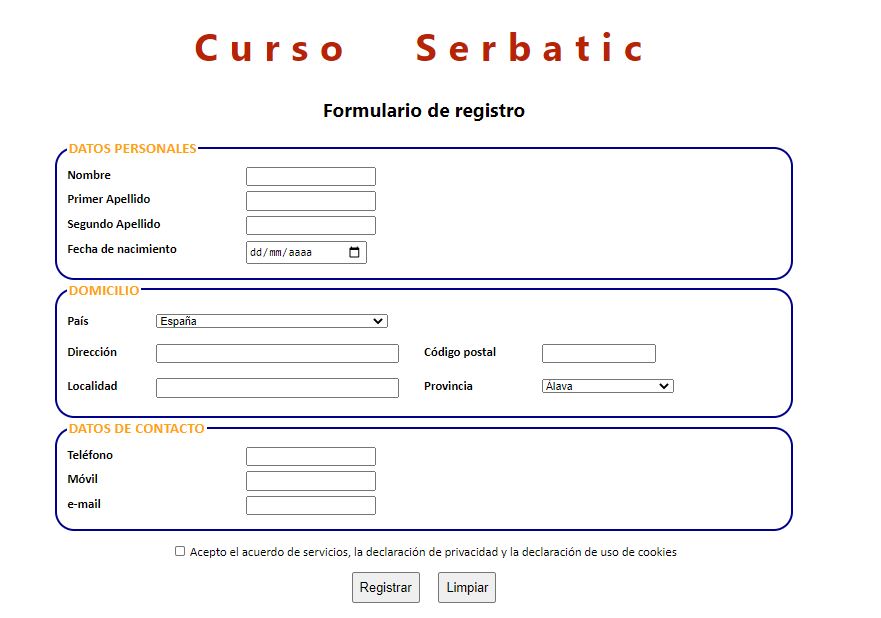 Curso Serbatic
Formulario de registro
DATOS PERSONALES
Nombre
Primer Apellido
Segundo Apellido
Fecha de nacimiento dd/mm/aaaa
DOMICILIO
País España
Dirección Código postal
Localidad Provincia Álava
DATOS DE CONTACTO
Teléfono
Móvil
e-mail
Acepto el acuerdo de servicios, la declaración de privacidad y la declaración de uso de cookies
Registrar Limpiar